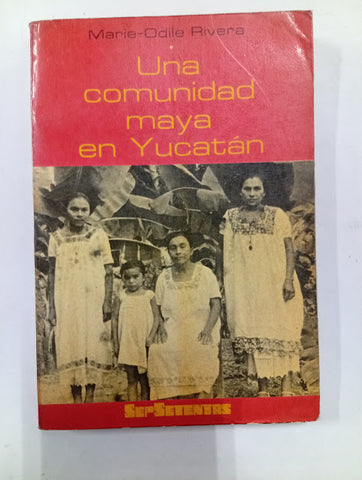 Marie-Odile Rivera
Una
comunidad
maya
en Yucatán
SEPSETENTAS